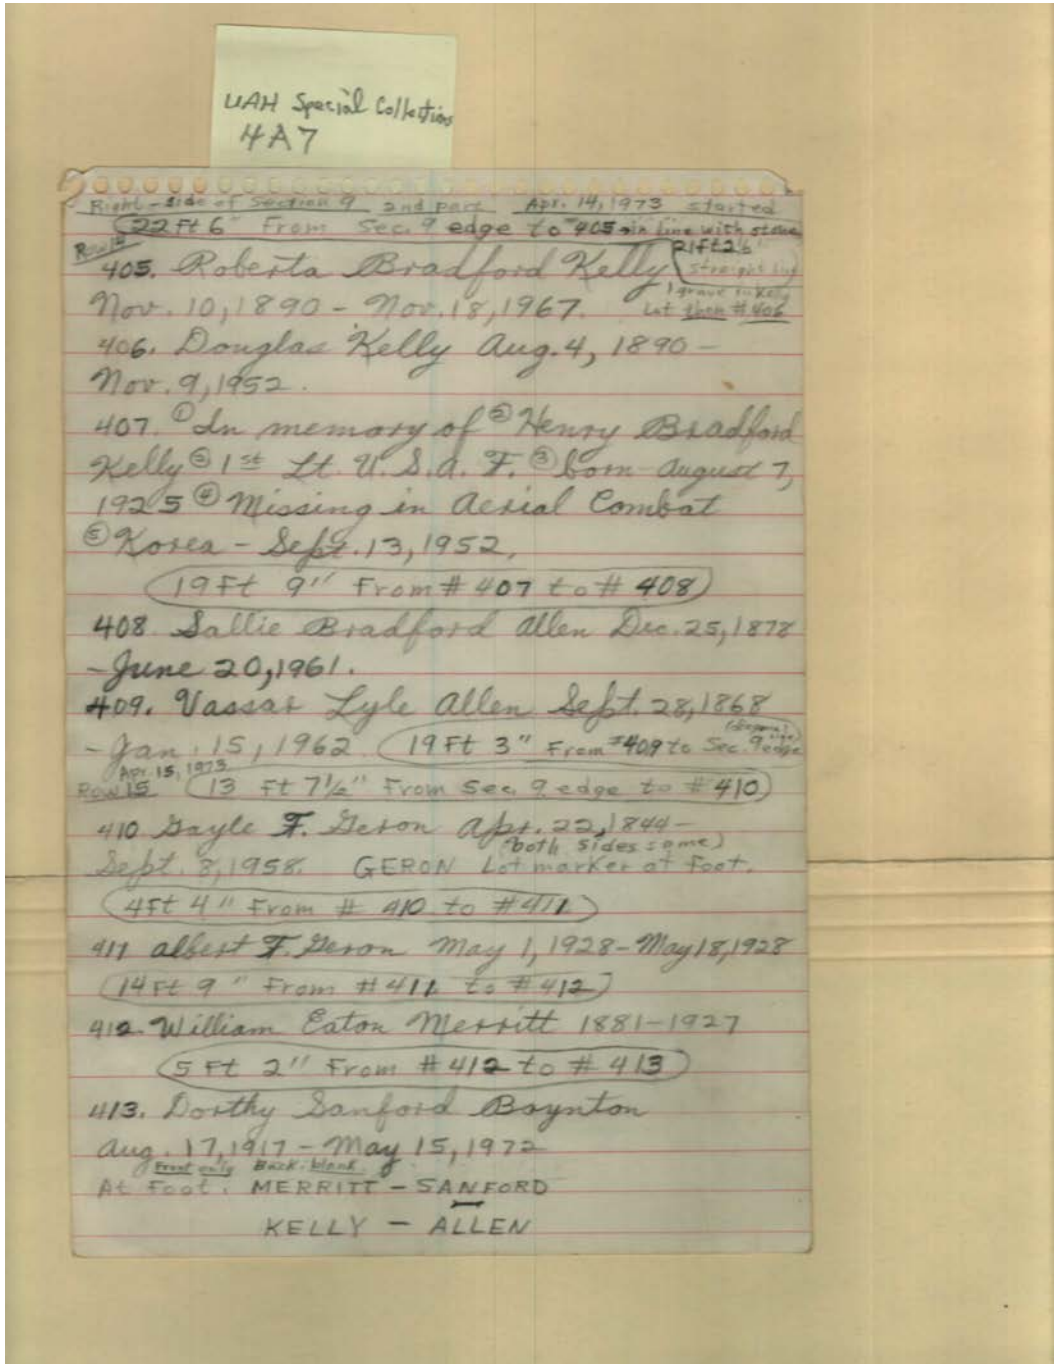 UAH Special Collections
4A7
Right-side of Section 9 2nd part Apr. 14, 1973 started
22 Ft 6" From Sec. 9 edge to #405 in line with stone
Row 14
405. Roberta Bradford Kelly
21 ft 2½"
straight line
1 grave in Kelly
Nov. 10, 1890 - Nov. 18, 1967. Lot then #406
406. Douglas Kelly Aug. 4, 1890 -
Nov. 9, 1952.
407. ① In memory of ② Henry Bradford
Kelly ③ 1st Lt. U.S.A.F. ③ born - August 7,
1925 ④ Missing in Aerial Combat
⑤ Korea - Sept. 13, 1952.
19 Ft 9" From # 407 to # 408
408. Sallie Bradford Allen Dec. 25, 1878
- June 20, 1961.
409. Vassar Lyle Allen Sept. 28, 1868
- Jan. 15, 1962 19 Ft 3" From #409 to Sec. 9 edge
Apr. 15, 1973
Row 15 13 Ft 7½" From Sec. 9 edge to #410
410 Gayle F. Geron Apr. 22, 1844 -
(both sides same)
Sept. 8, 1958. GERON Lot marker at foot.
4 Ft 4" From # 410 to #411
411 Albert F. Geron May 1, 1928 - May 18, 1928
14 Ft 9" From #411 to #412
412. William Eaton Merritt 1881-1927
5 Ft 2" From #412 to # 413
413. Dorthy Sanford Boynton
Aug. 17, 1917 - May 15, 1972
Front only Back blank
At Foot. MERRITT - SANFORD
KELLY - ALLEN